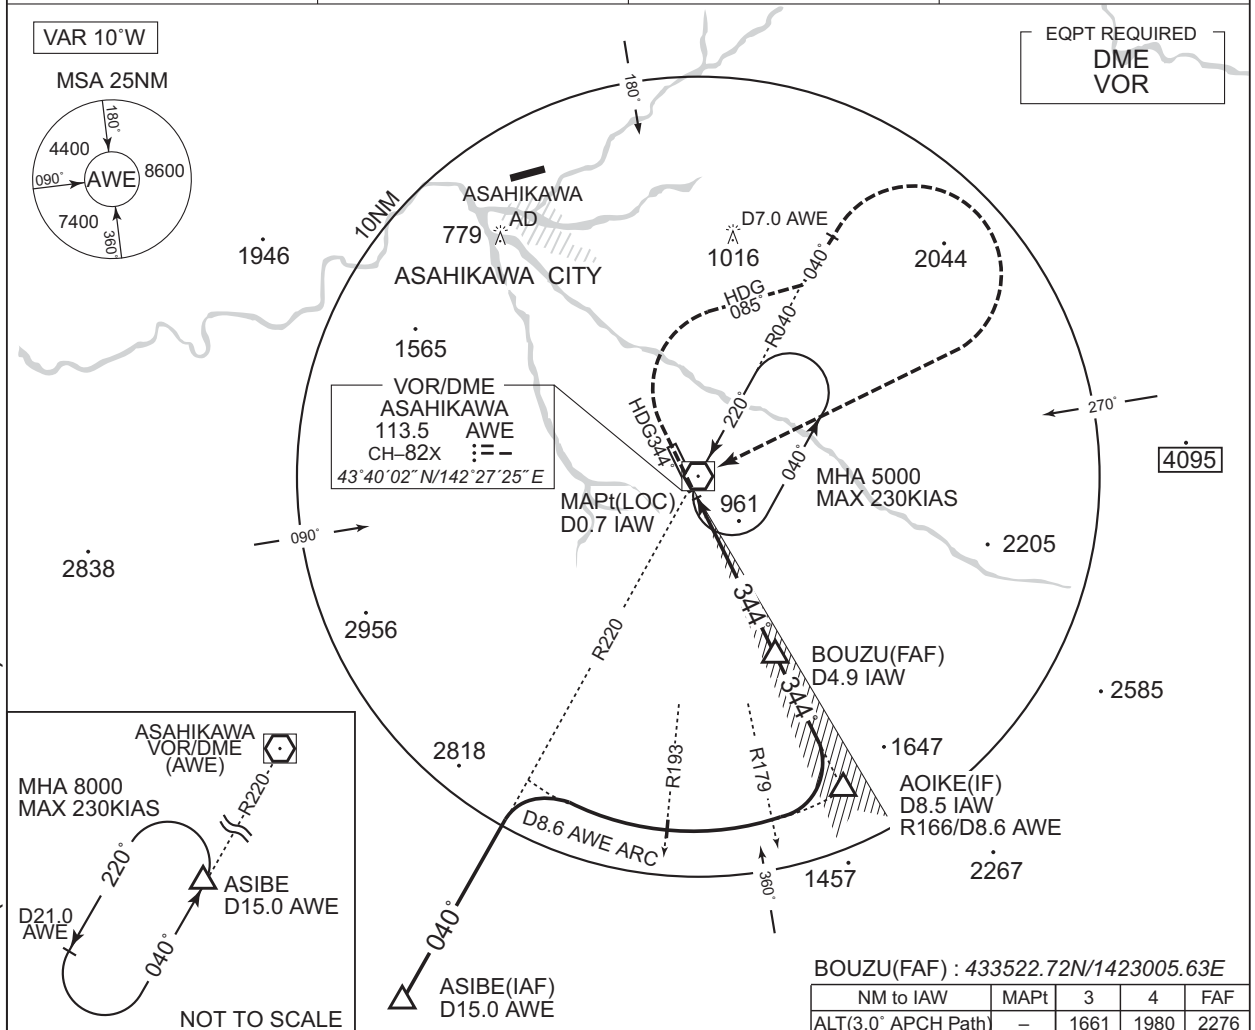 VAR 10˚W
MSA 25NM
180˚
4400
8600
090˚
AWE
7400
360˚
EQPT REQUIRED
DME
VOR
180˚
10NM
ASAHIKAWA
AD
779
ASAHIKAWA CITY
1946
D7.0 AWE
1016
040˚
2044
HDG
085˚
R040
1565
VOR/DME
ASAHIKAWA
113.5 AWE
CH–82X
43˚40´02˝N/142˚27´25˝E
HDG344˚
220˚
270˚
4095
040˚
MHA 5000
MAX 230KIAS
MAPt(LOC)
D0.7 IAW
961
090˚
2205
2838
344˚
2956
R220
BOUZU(FAF)
D4.9 IAW
344˚
2585
2818
R193
R179
1647
AOIKE(IF)
D8.5 IAW
R166/D8.6 AWE
D8.6 AWE ARC
360˚
1457
2267
040˚
ASIBE(IAF)
D15.0 AWE
ASAHIKAWA
VOR/DME
(AWE)
MHA 8000
MAX 230KIAS
R220
220˚
ASIBE
D15.0 AWE
D21.0
AWE
040˚
NOT TO SCALE
BOUZU(FAF) : 433522.72N/1423005.63E
NM to IAW MAPt 3 4 FAF
ALT(3.0˚ APCH Path) – 1661 1980 2276